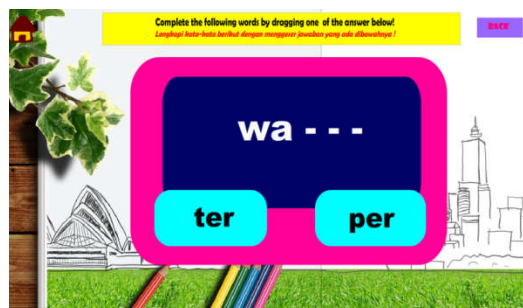 Complete the following words by dragging one of the answer below!
Lengkapi kata-kata berikut dengan menggeser jawaban yang ada dibawahnya !
BACK
wa - - -
ter
per